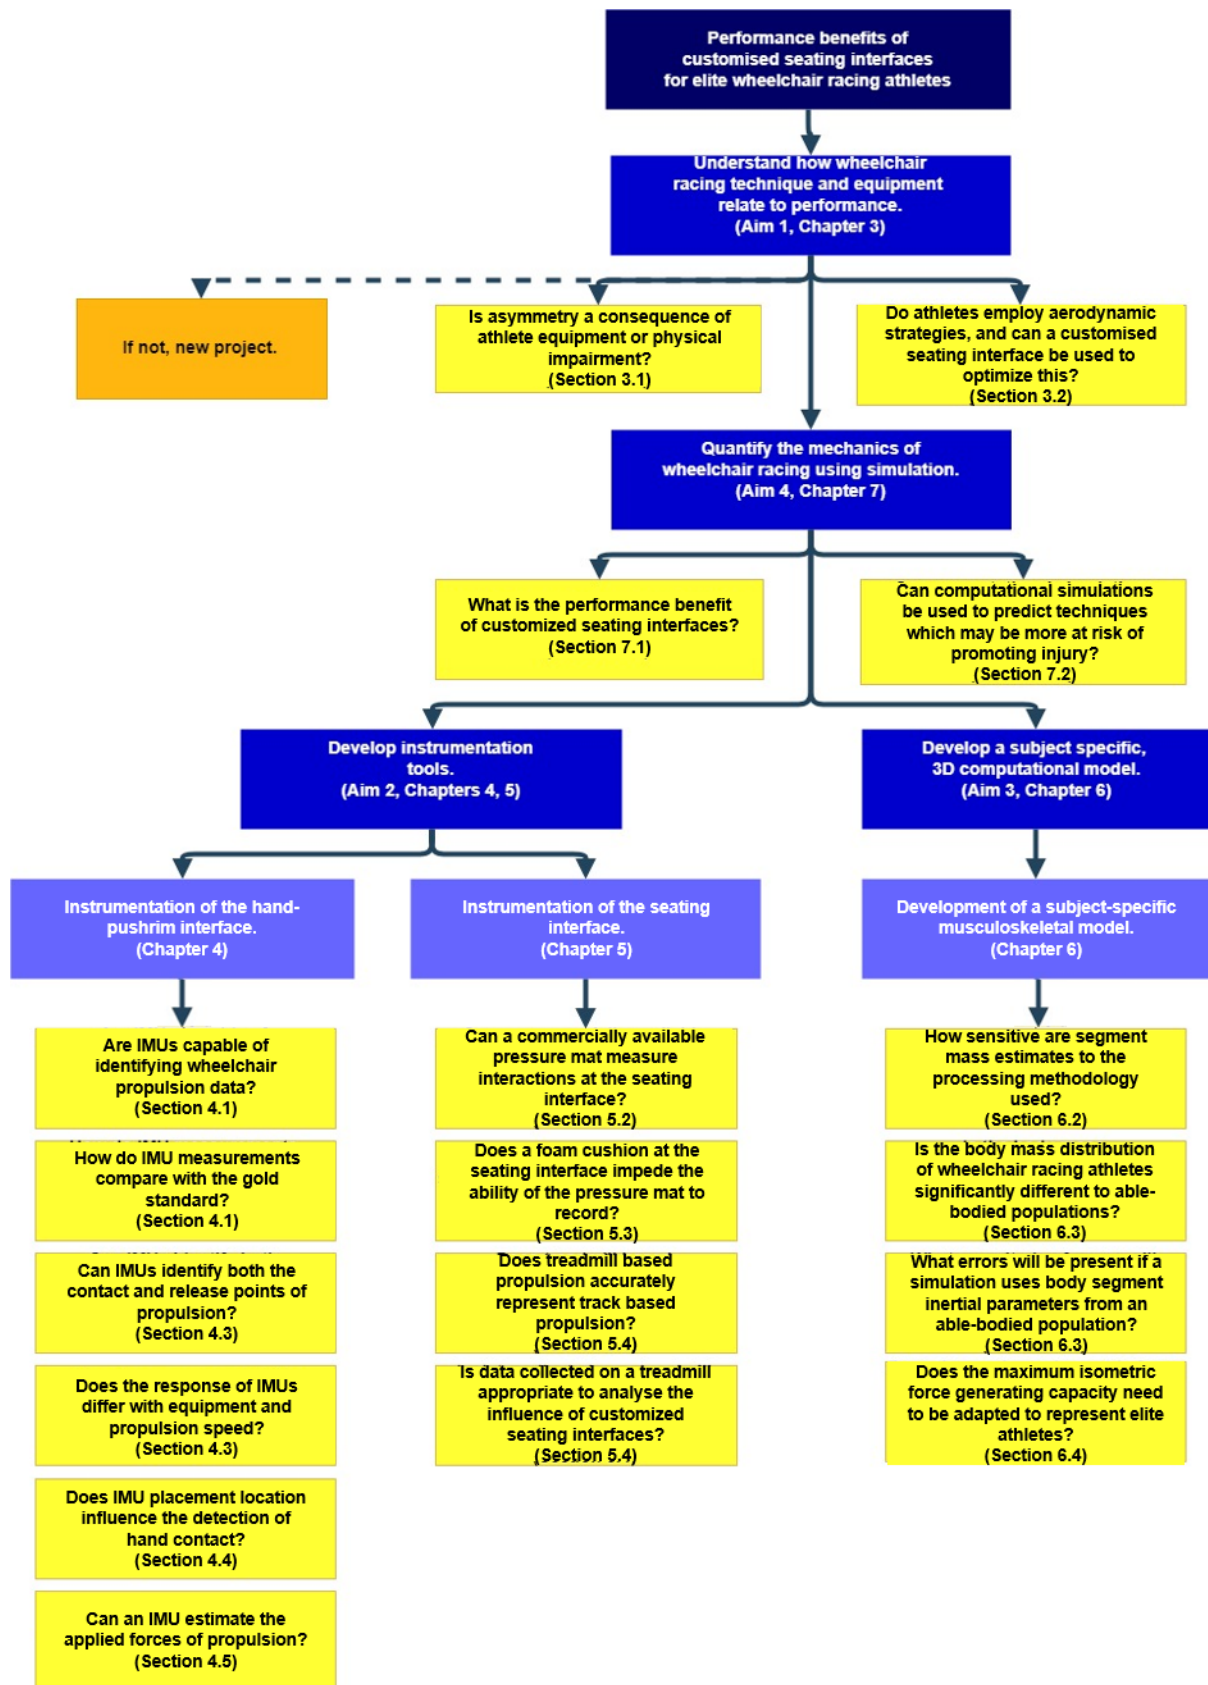 Performance benefits of
customised seating interfaces
for elite wheelchair racing athletes
Understand how wheelchair
racing technique and equipment
relate to performance.
(Aim 1, Chapter 3)
If not, new project.
Is asymmetry a consequence of
athlete equipment or physical
impairment?
(Section 3.1)
Do athletes employ aerodynamic
strategies, and can a customised
seating interface be used to
optimize this?
(Section 3.2)
Quantify the mechanics of
wheelchair racing using simulation.
(Aim 4, Chapter 7)
What is the performance benefit
of customized seating interfaces?
(Section 7.1)
Can computational simulations
be used to predict techniques
which may be more at risk of
promoting injury?
(Section 7.2)
Develop instrumentation
tools.
(Aim 2, Chapters 4, 5)
Develop a subject specific,
3D computational model.
(Aim 3, Chapter 6)
Instrumentation of the hand-
pushrim interface.
(Chapter 4)
Instrumentation of the seating
interface.
(Chapter 5)
Development of a subject-specific
musculoskeletal model.
(Chapter 6)
Are IMUs capable of
identifying wheelchair
propulsion data?
(Section 4.1)
How do IMU measurements
compare with the gold
standard?
(Section 4.1)
Can IMUs identify both the
contact and release points of
propulsion?
(Section 4.3)
Does the response of IMUs
differ with equipment and
propulsion speed?
(Section 4.3)
Does IMU placement location
influence the detection of
hand contact?
(Section 4.4)
Can an IMU estimate the
applied forces of propulsion?
(Section 4.5)
Can a commercially available
pressure mat measure
interactions at the seating
interface?
(Section 5.2)
Does a foam cushion at the
seating interface impede the
ability of the pressure mat to
record?
(Section 5.3)
Does treadmill based
propulsion accurately
represent track based
propulsion?
(Section 5.4)
Is data collected on a treadmill
appropriate to analyse the
influence of customized
seating interfaces?
(Section 5.4)
How sensitive are segment
mass estimates to the
processing methodology
used?
(Section 6.2)
Is the body mass distribution
of wheelchair racing athletes
significantly different to able-
bodied populations?
(Section 6.3)
What errors will be present if a
simulation uses body segment
inertial parameters from an
able-bodied population?
(Section 6.3)
Does the maximum isometric
force generating capacity need
to be adapted to represent elite
athletes?
(Section 6.4)